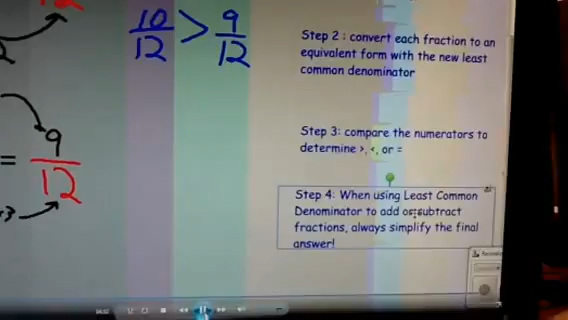 10/12 > 9/12
Step 2 : convert each fraction to an
equivalent form with the new least
common denominator
Step 3: compare the numerators to
determine >, <, or =
= 9/12
Step 4: When using Least Common
Denominator to add or subtract
fractions, always simplify the final
answer!